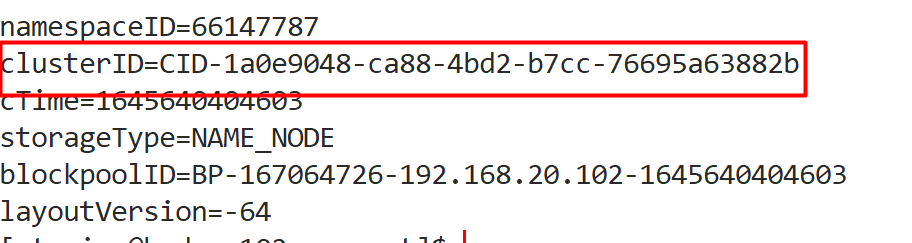 namespaceID=66147787
clusterID=CID-1a0e9048-ca88-4bd2-b7cc-76695a63882b
cTime=1645640404603
storageType=NAME_NODE
blockpoolID=BP-167064726-192.168.20.102-1645640404603
layoutVersion=-64